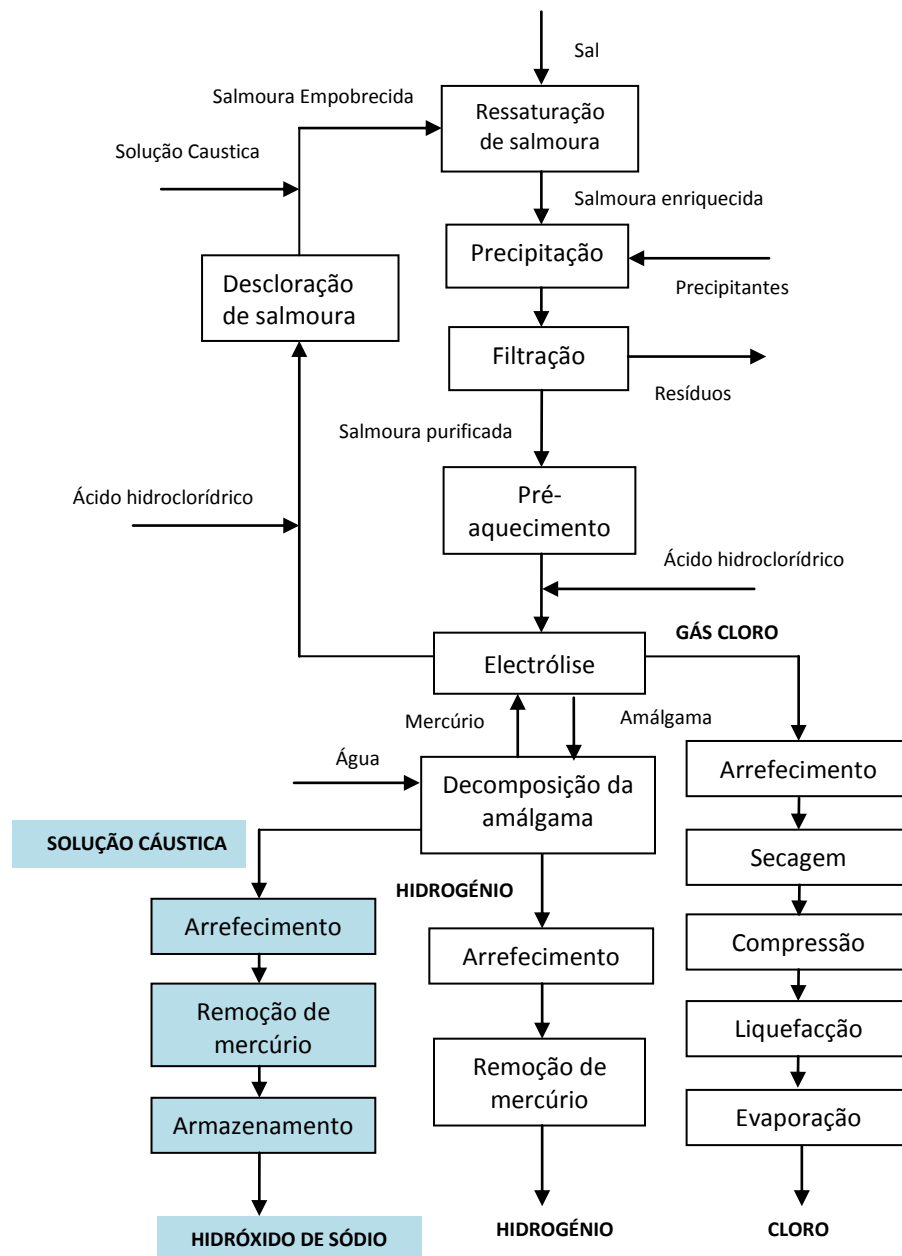 Sal
Salmoura Empobrecida
Ressaturação
de salmoura
Solução Caustica
Salmoura enriquecida
Precipitação
Precipitantes
Descloração
de salmoura
Filtração
Resíduos
Salmoura purificada
Ácido hidroclorídrico
Pré-
aquecimento
Ácido hidroclorídrico
GÁS CLORO
Electrólise
Mercúrio
Amálgama
Água
Decomposição da
amálgama
Arrefecimento
SOLUÇÃO CÁUSTICA
Secagem
HIDROGÉNIO
Arrefecimento
Arrefecimento
Compressão
Remoção de
mercúrio
Liquefacção
Remoção de
mercúrio
Armazenamento
Evaporação
HIDRÓXIDO DE SÓDIO
HIDROGÉNIO
CLORO